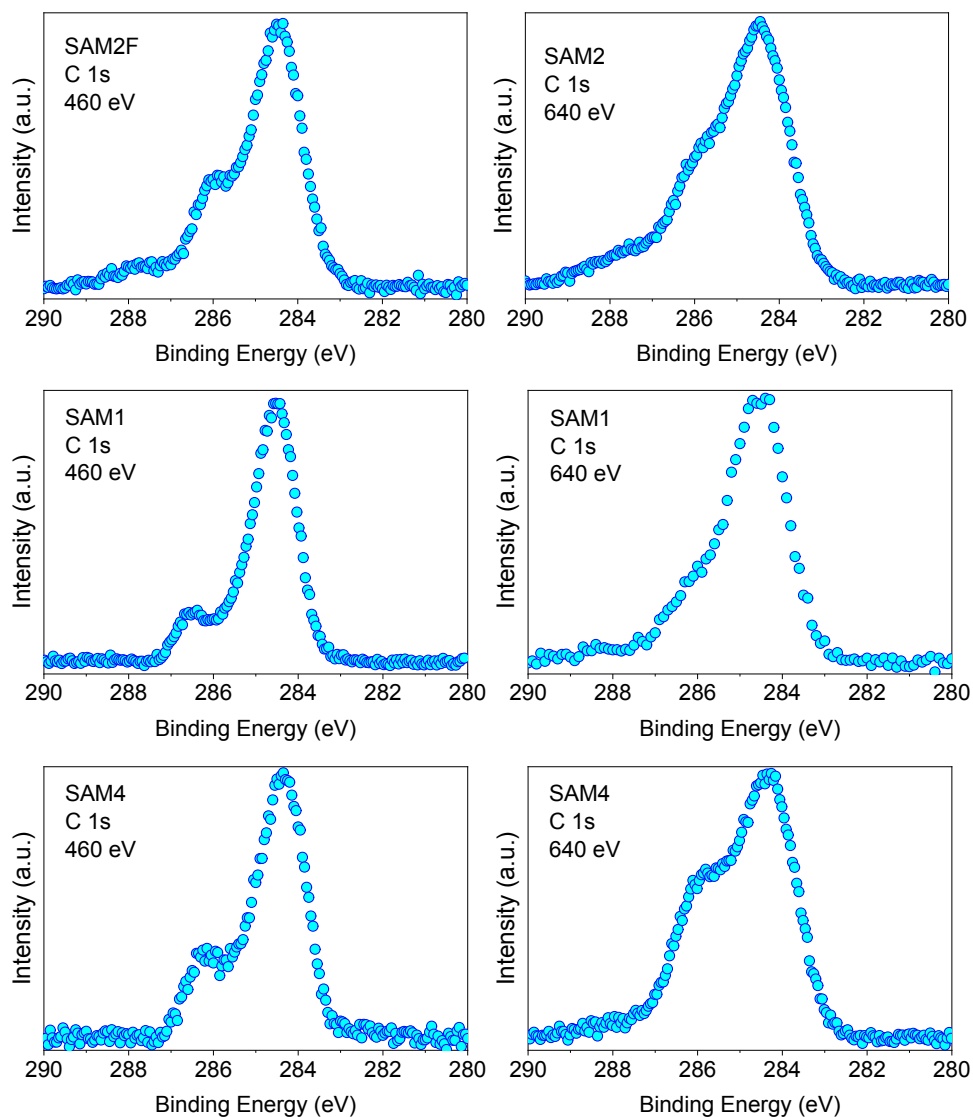 SAM2F
C 1s
460 eV
Intensity (a.u.)
290 288 286 284 282 280
Binding Energy (eV)
SAM2
C 1s
640 eV
Intensity (a.u.)
290 288 286 284 282 280
Binding Energy (eV)
SAM1
C 1s
460 eV
Intensity (a.u.)
290 288 286 284 282 280
Binding Energy (eV)
SAM1
C 1s
640 eV
Intensity (a.u.)
290 288 286 284 282 280
Binding Energy (eV)
SAM4
C 1s
460 eV
Intensity (a.u.)
290 288 286 284 282 280
Binding Energy (eV)
SAM4
C 1s
640 eV
Intensity (a.u.)
290 288 286 284 282 280
Binding Energy (eV)